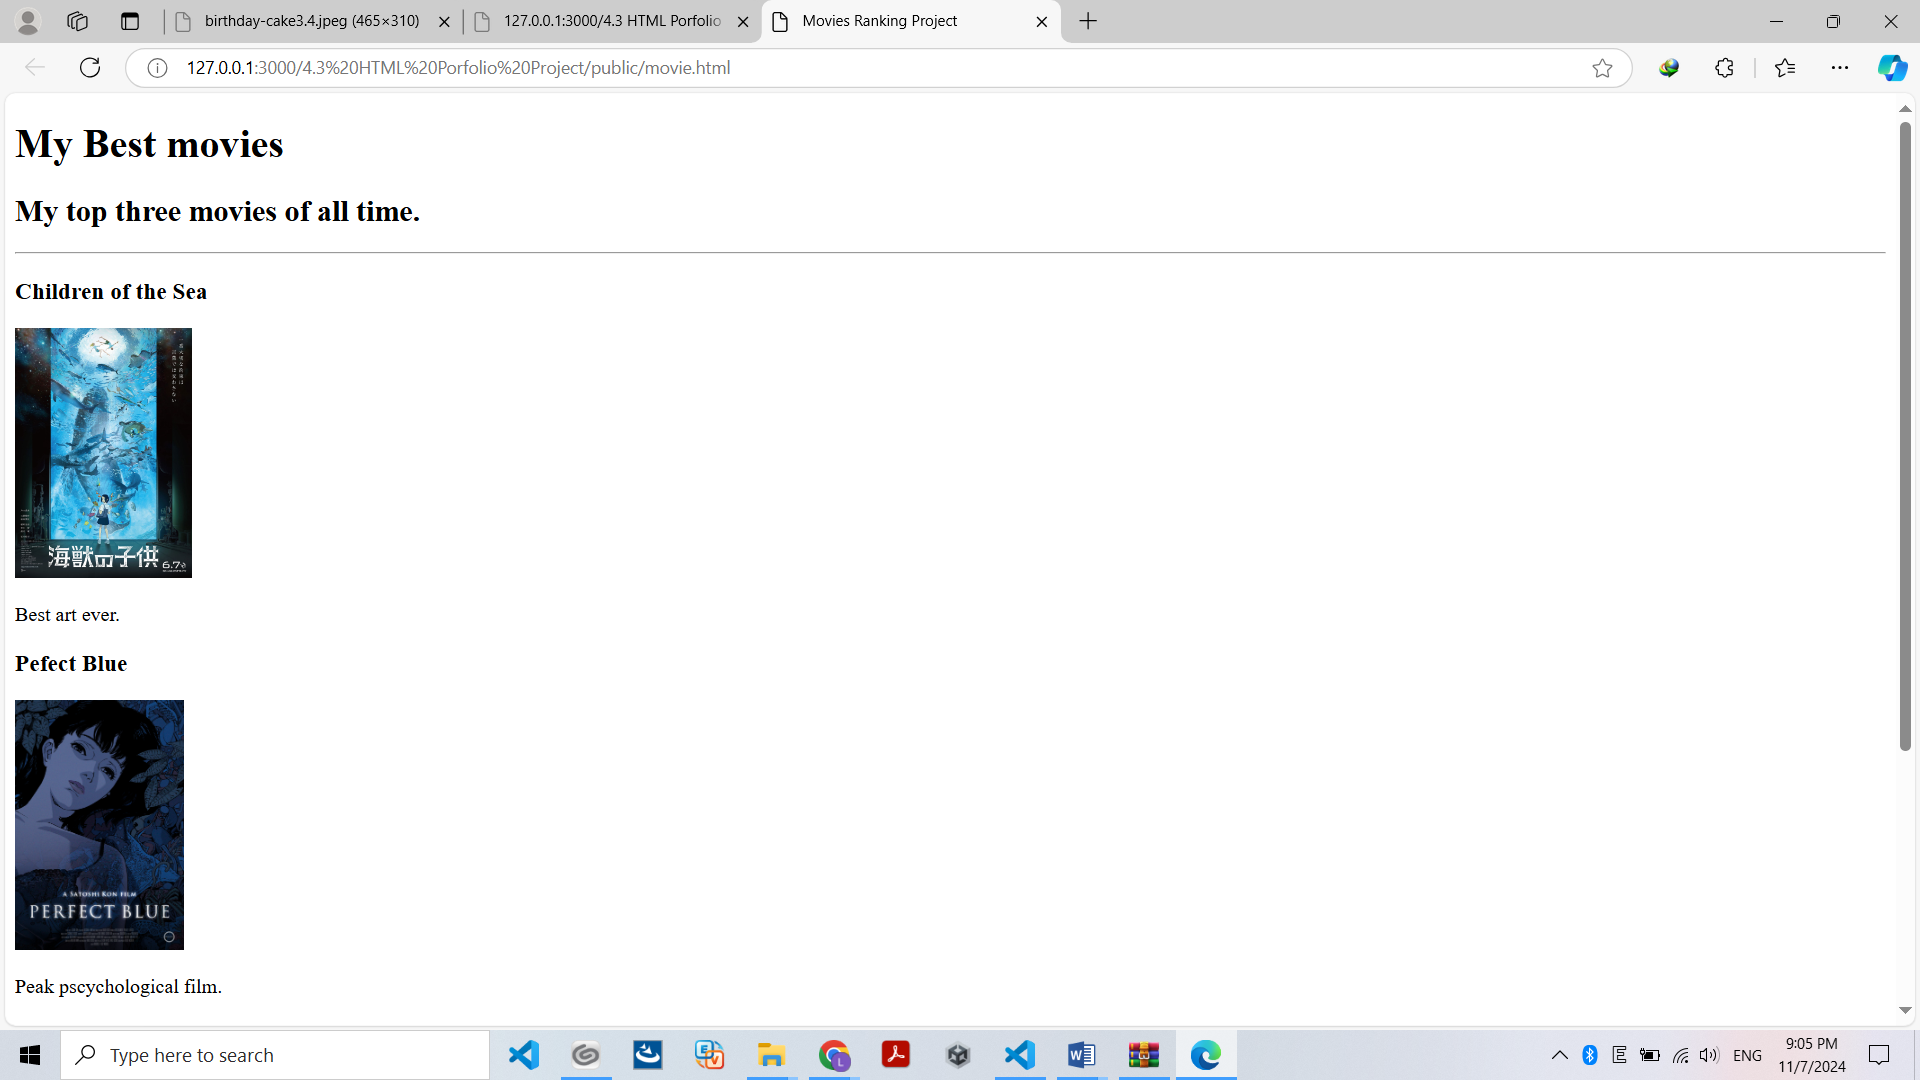 birthday-cake3.4.jpeg (465×310)
127.0.0.1:3000/4.3 HTML Porfolio
Movies Ranking Project
127.0.0.1:3000/4.3%20HTML%20Porfolio%20Project/public/movie.html
My Best movies
My top three movies of all time.
Children of the Sea
海獣の子供
6.7
Best art ever.
Pefect Blue
A SATOSHI KON FILM
PERFECT BLUE
Peak pscychological film.
Type here to search
ENG
9:05 PM
11/7/2024